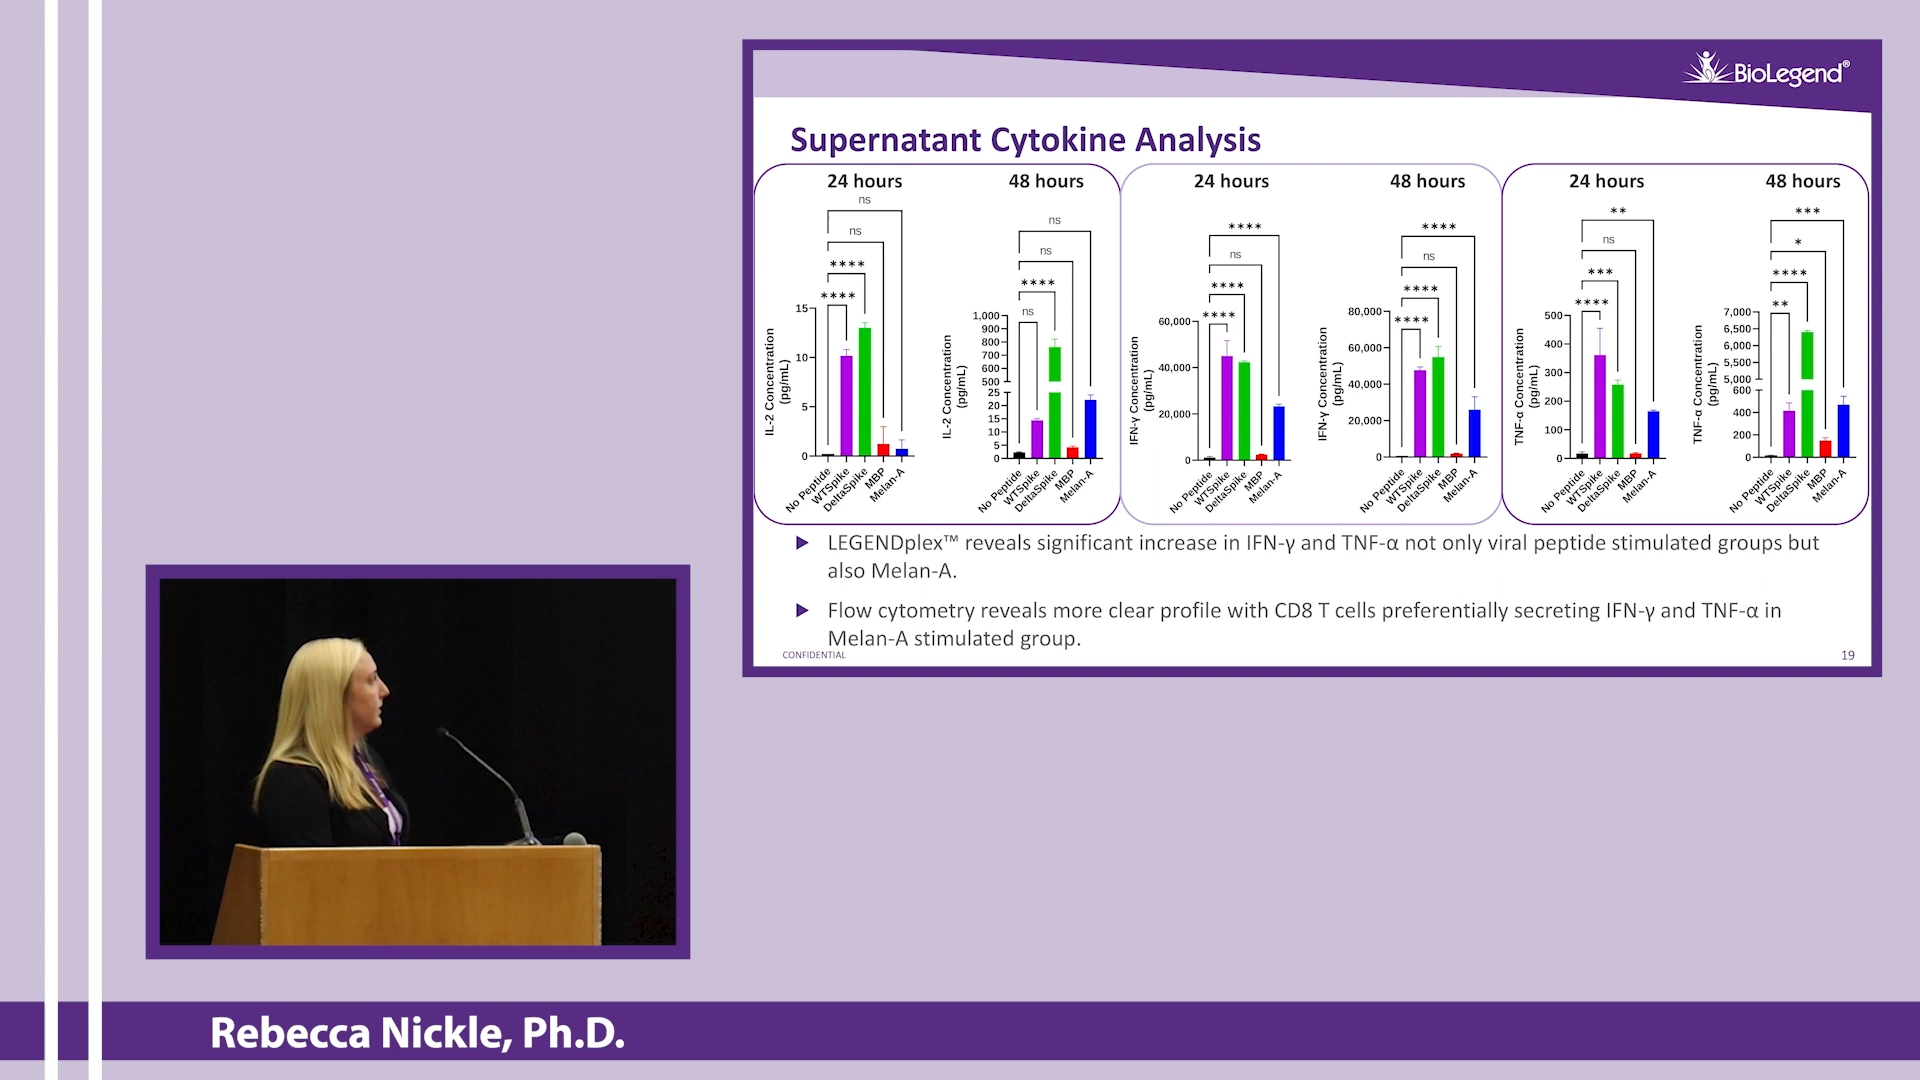 BioLegend®
Supernatant Cytokine Analysis
24 hours
48 hours
24 hours
48 hours
24 hours
48 hours
ns
ns
****
****
15
10
5
0
IL-2 Concentration
(pg/mL)
No Peptide
WTSpike
DeltaSpike
MBP
Melan-A
ns
ns
****
ns
1,000
900
800
700
600
500
25
20
15
10
5
0
IL-2 Concentration
(pg/mL)
No Peptide
WTSpike
DeltaSpike
MBP
Melan-A
****
ns
****
****
60,000
40,000
20,000
0
IFN-γ Concentration
(pg/mL)
No Peptide
WTSpike
DeltaSpike
MBP
Melan-A
****
ns
****
****
80,000
60,000
40,000
20,000
0
IFN-γ Concentration
(pg/mL)
No Peptide
WTSpike
DeltaSpike
MBP
Melan-A
**
ns
***
****
500
400
300
200
100
0
TNF-α Concentration
(pg/mL)
No Peptide
WTSpike
DeltaSpike
MBP
Melan-A
***
*
****
**
7,000
6,500
6,000
5,500
5,000
600
400
200
0
TNF-α Concentration
(pg/mL)
No Peptide
WTSpike
DeltaSpike
MBP
Melan-A
LEGENDplex™ reveals significant increase in IFN-γ and TNF-α not only viral peptide stimulated groups but
also Melan-A.
Flow cytometry reveals more clear profile with CD8 T cells preferentially secreting IFN-γ and TNF-α in
Melan-A stimulated group.
CONFIDENTIAL
19
Rebecca Nickle, Ph.D.